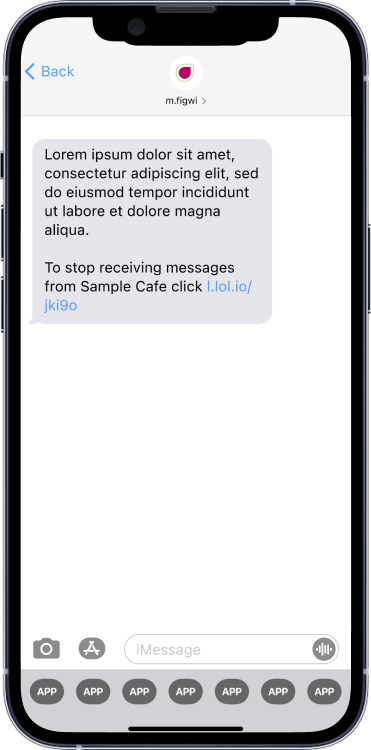 Back
m.figwi
Lorem ipsum dolor sit amet,
consectetur adipiscing elit, sed
do eiusmod tempor incididunt
ut labore et dolore magna
aliqua.
To stop receiving messages
from Sample Cafe click l.lol.io/
jki9o
iMessage
APP APP APP APP APP APP APP